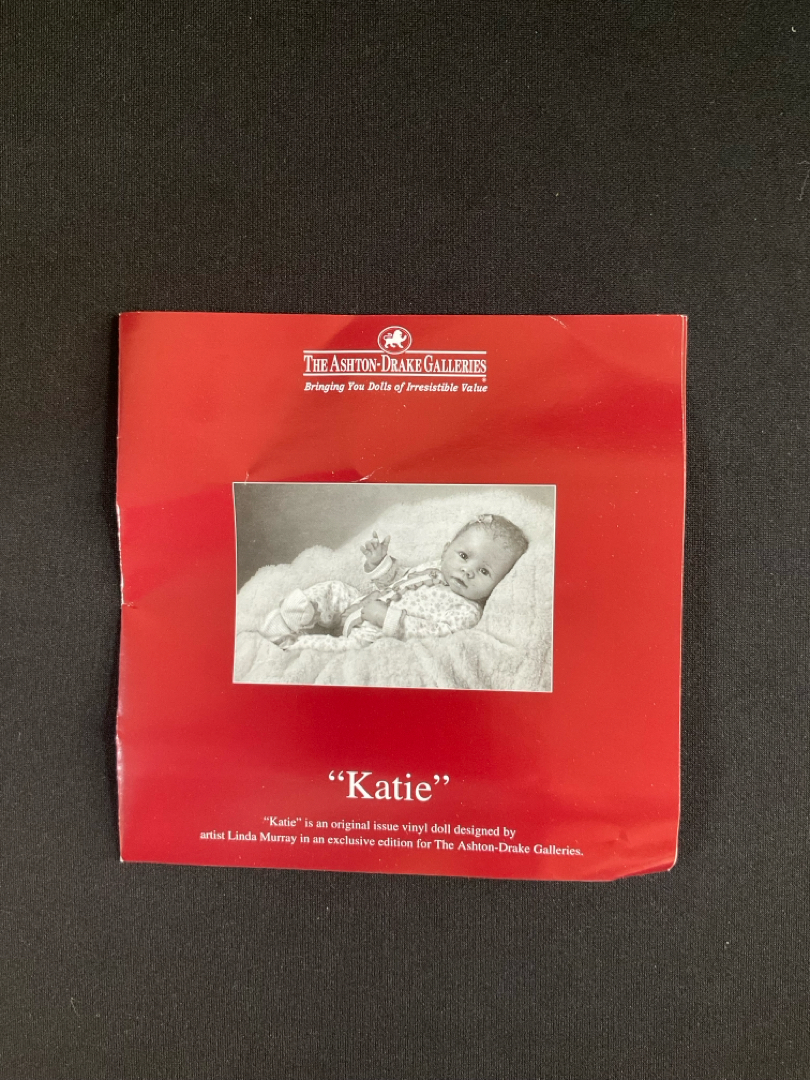 THE ASHTON-DRAKE GALLERIES®
Bringing You Dolls of Irresistible Value
“Katie”
“Katie” is an original issue vinyl doll designed by
artist Linda Murray in an exclusive edition for The Ashton-Drake Galleries.